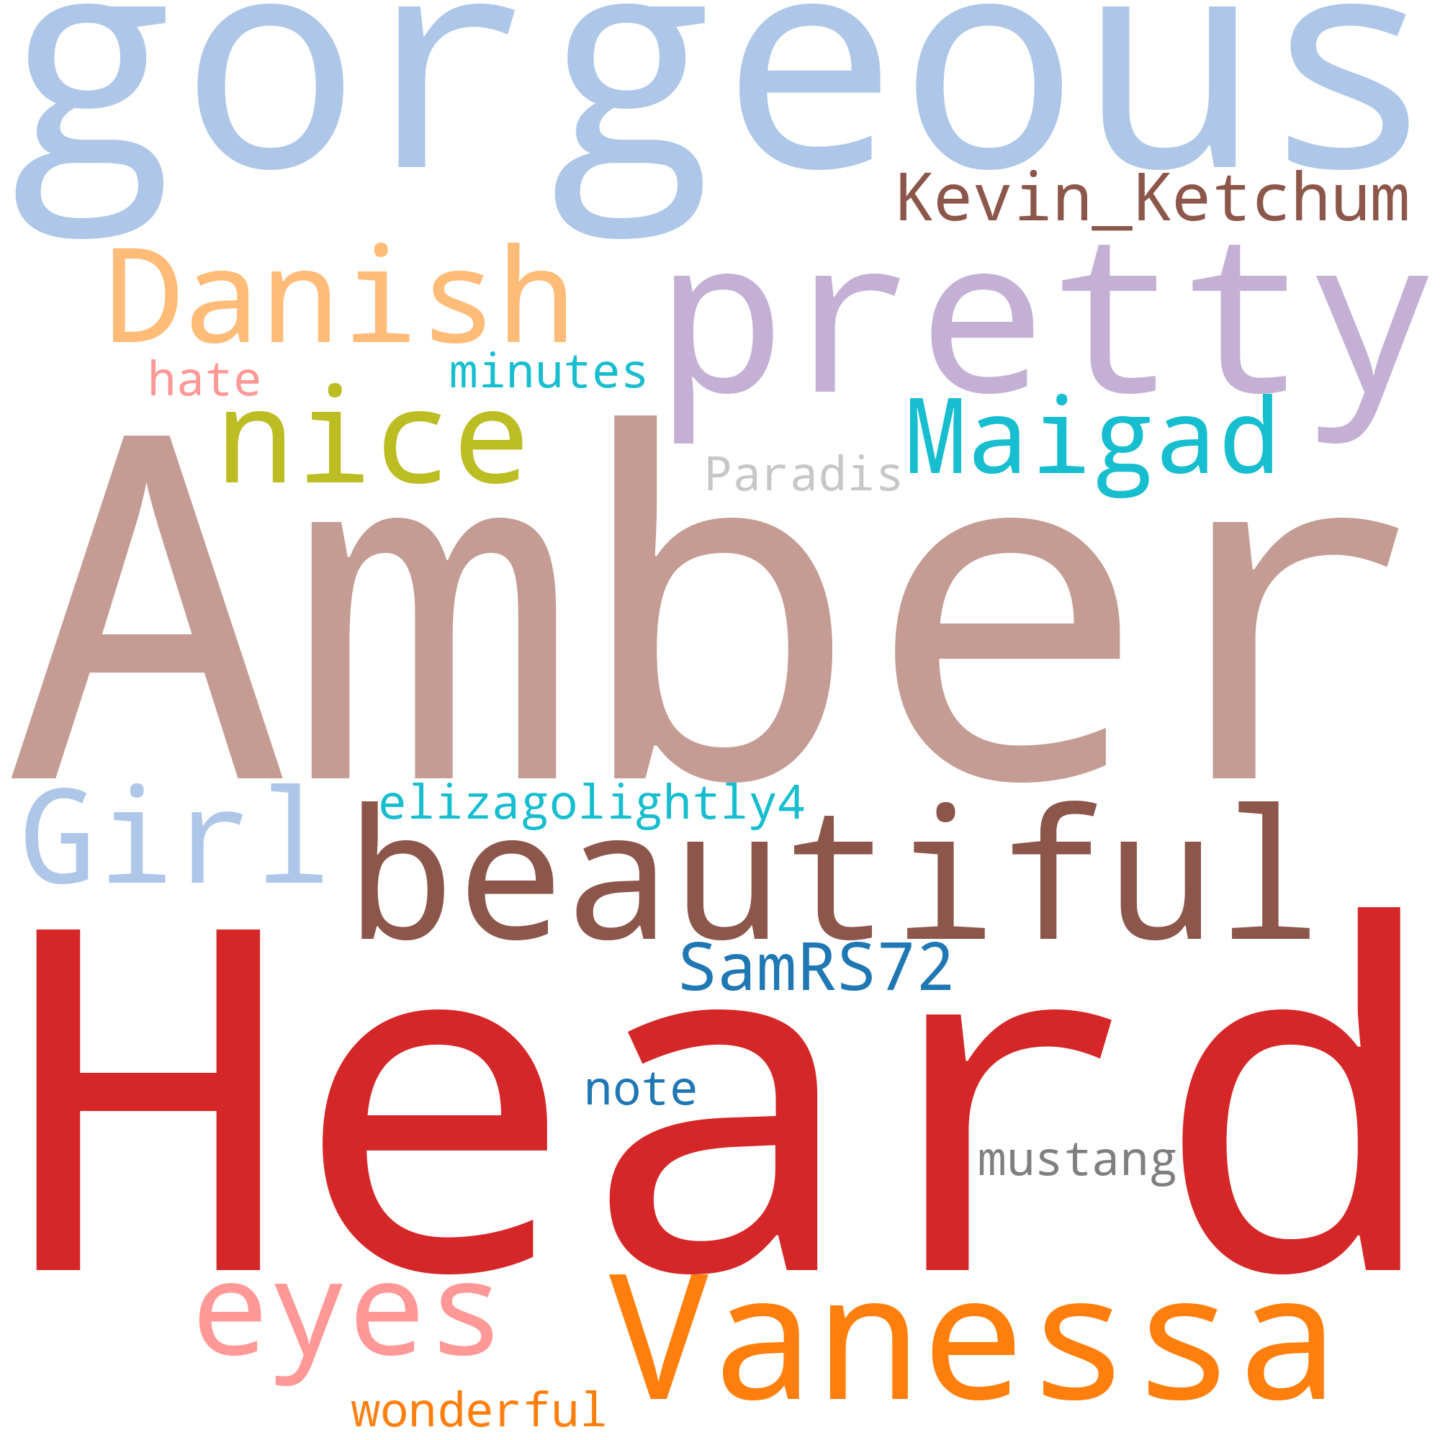 gorgeous
Kevin_Ketchum
Danish
pretty
hate
minutes
nice
Maigad
Paradis
Amber
Girl
elizagolightly4
beautiful
SamRS72
Heard
note
mustang
eyes
Vanessa
wonderful